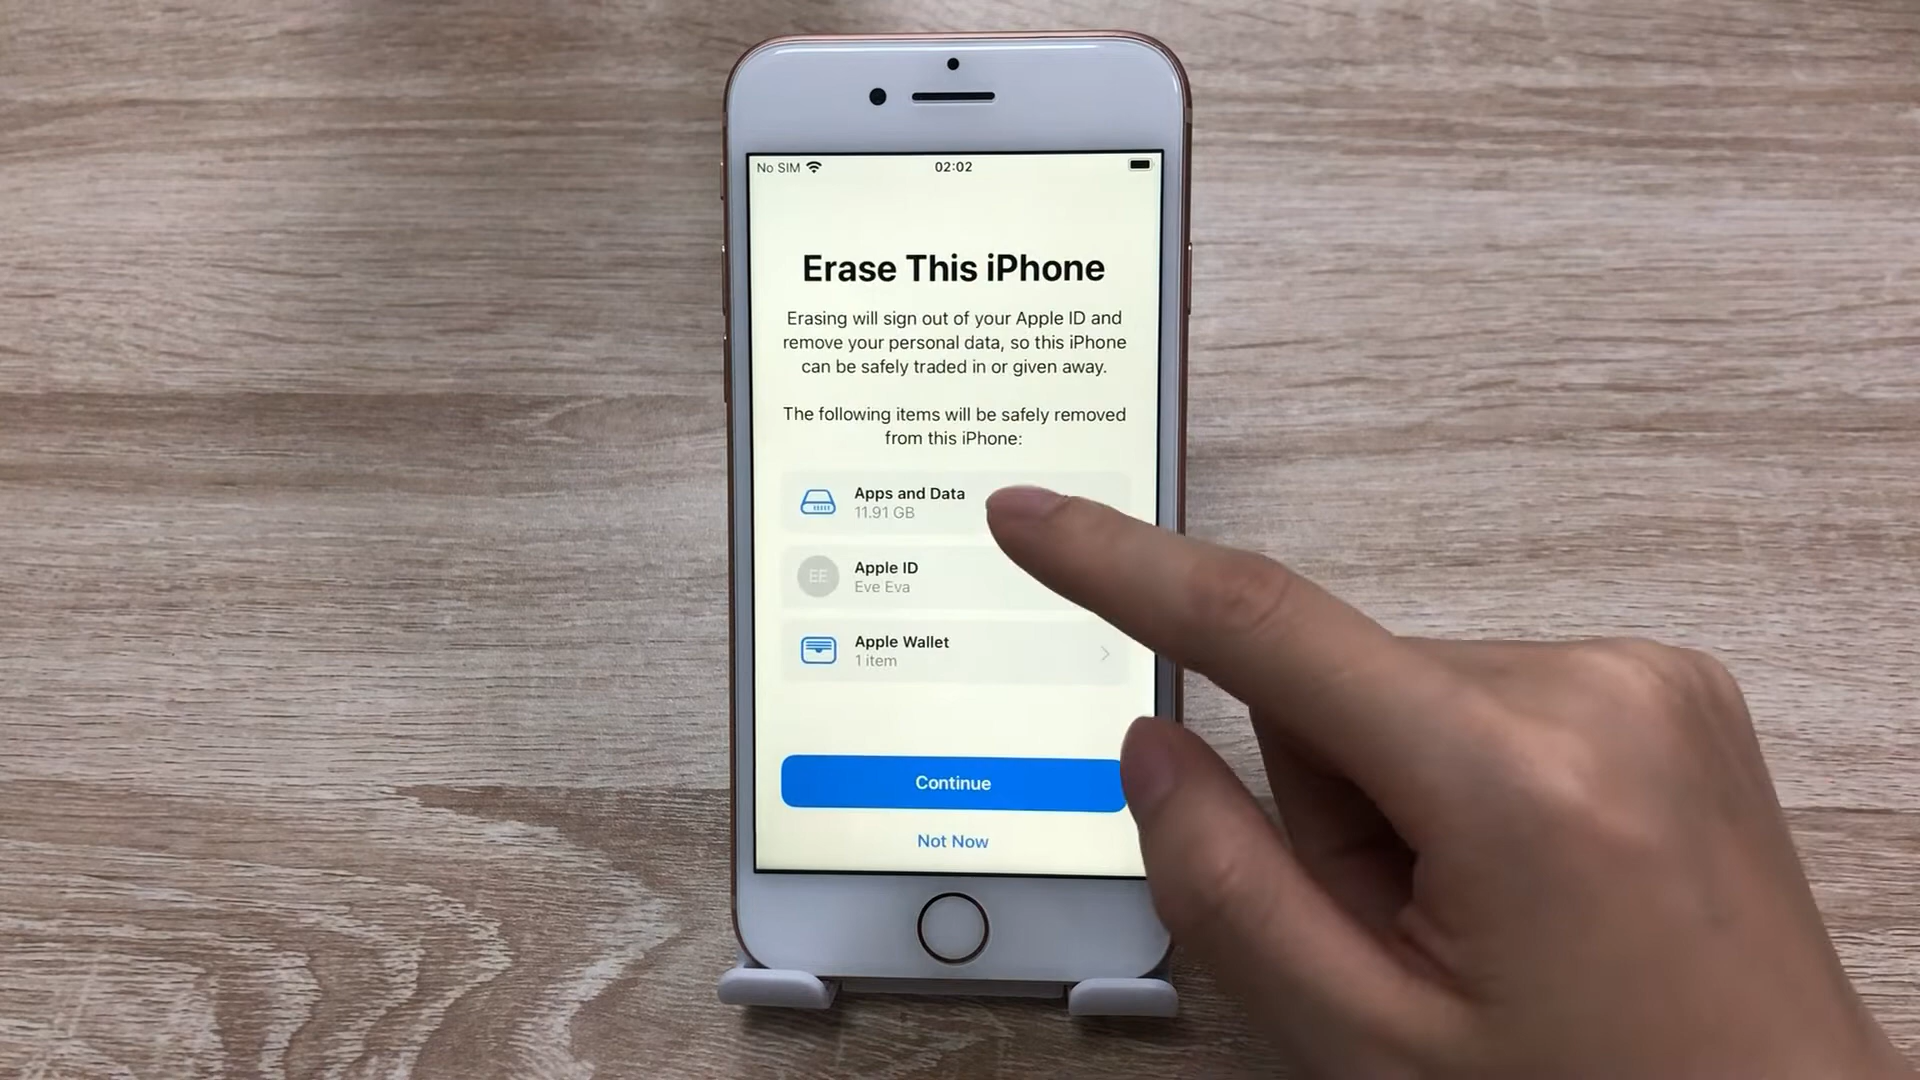 No SIM
02:02
Erase This iPhone
Erasing will sign out of your Apple ID and
remove your personal data, so this iPhone
can be safely traded in or given away.
The following items will be safely removed
from this iPhone:
Apps and Data
11.91 GB
EE
Apple ID
Eve Eva
Apple Wallet
1 item
Continue
Not Now